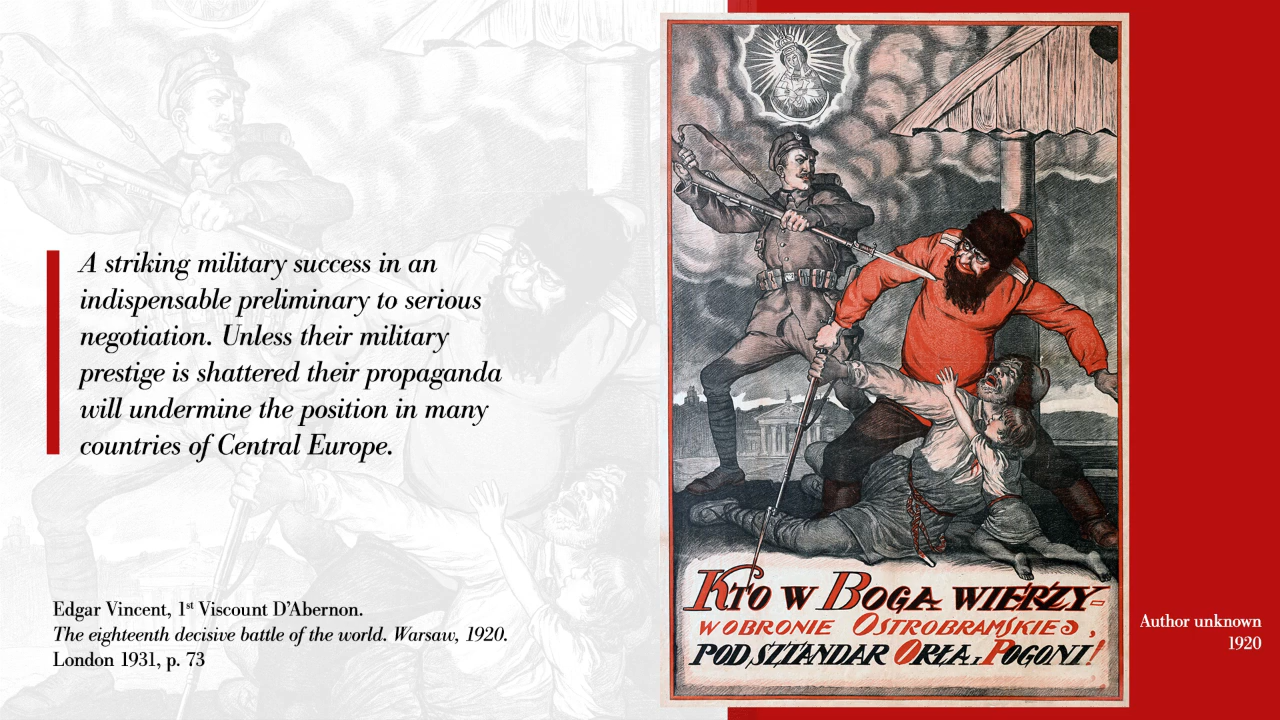 A striking military success in an
indispensable preliminary to serious
negotiation. Unless their military
prestige is shattered their propaganda
will undermine the position in many
countries of Central Europe.
Edgar Vincent, 1st Viscount D’Abernon.
The eighteenth decisive battle of the world. Warsaw, 1920.
London 1931, p. 73
KTO W BOGA WIERZY-
W OBRONIE OSTROBRAMSKIEJ,
POD SZTANDAR ORŁA I POGONI!
Author unknown
1920